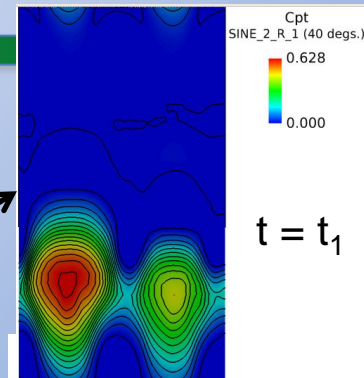 Cpt
SINE_2_R_1 (40 degs.)
0.628
0.000
t = t₁